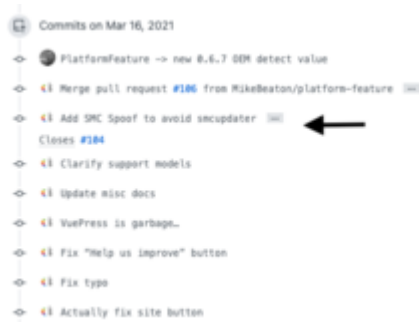 Commits on Mar 16, 2021
PlatformFeature -> new 0.6.7 OEM detect value
Merge pull request #106 from MikeBeaton/platform-feature
Add SMC Spoof to avoid smcupdater
Closes #104
Clarify support models
Update misc docs
VuePress is garbage…
Fix "Help us improve" button
Fix typo
Actually fix site button